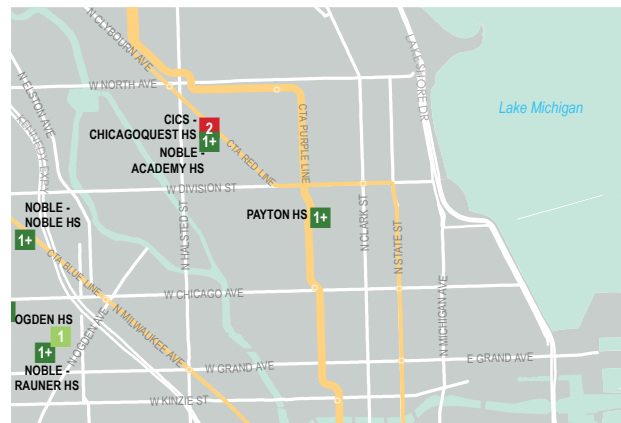 N CLYBOURN AVE
LAKE SHORE DR
N ELSTON AVE
W NORTH AVE
Lake Michigan
CICS -
CHICAGOQUEST HS
2
1+
NOBLE -
ACADEMY HS
KENNEDY EXPY
CTA RED LINE
CTA PURPLE LINE
W DIVISION ST
NOBLE -
NOBLE HS
1+
PAYTON HS
1+
N HALSTED ST
N CLARK ST
N STATE ST
CTA BLUE LINE
W CHICAGO AVE
N MICHIGAN AVE
OGDEN HS
1
1+
N OGDEN AVE
N MILWAUKEE AVE
NOBLE -
RAUNER HS
W GRAND AVE
E GRAND AVE
W KINZIE ST